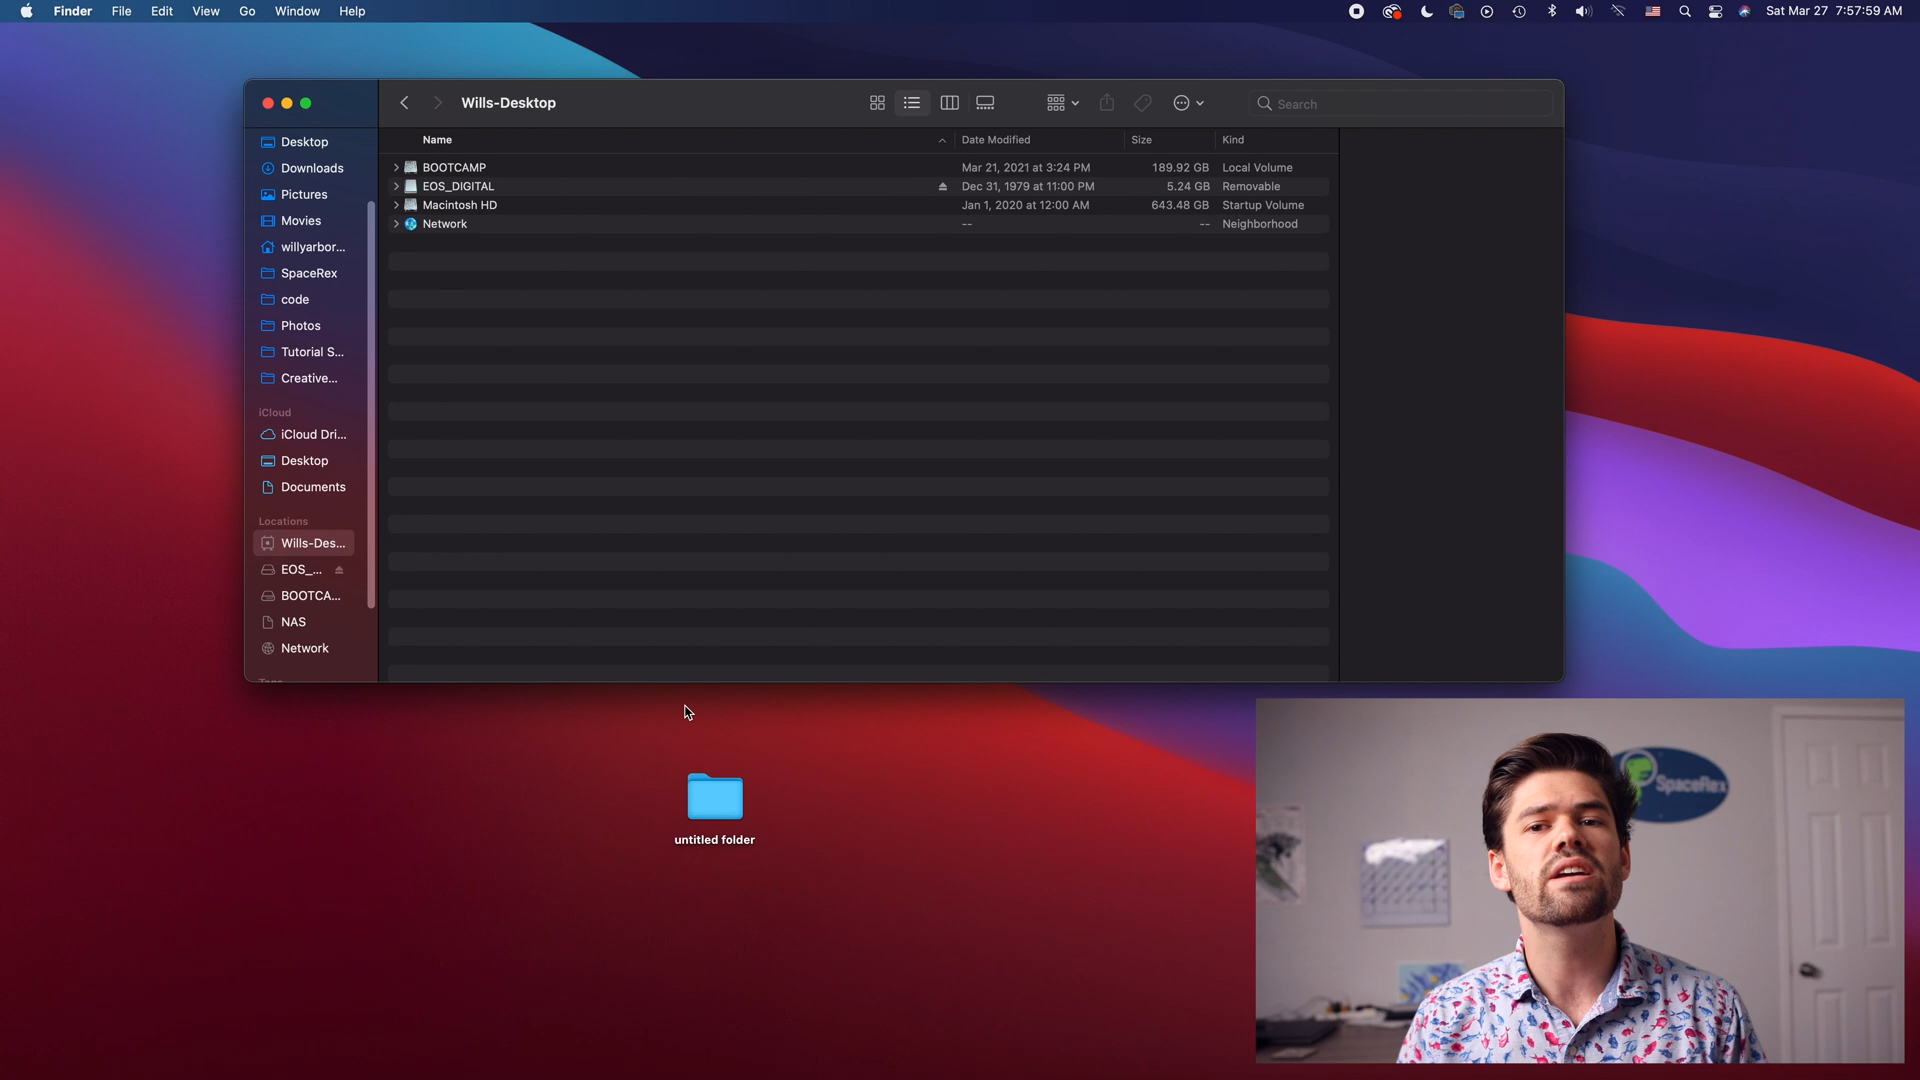 Finder File Edit View Go Window Help
Sat Mar 27 7:57:59 AM
Wills-Desktop
Search
Desktop
Downloads
Pictures
Movies
willyarbor...
SpaceRex
code
Photos
Tutorial S...
Creative...
iCloud
iCloud Dri...
Desktop
Documents
Locations
Wills-Des...
EOS_...
BOOTCA...
NAS
Network
Name Date Modified Size Kind
BOOTCAMP Mar 21, 2021 at 3:24 PM 189.92 GB Local Volume
EOS_DIGITAL Dec 31, 1979 at 11:00 PM 5.24 GB Removable
Macintosh HD Jan 1, 2020 at 12:00 AM 643.48 GB Startup Volume
Network -- -- Neighborhood
untitled folder
SpaceRex